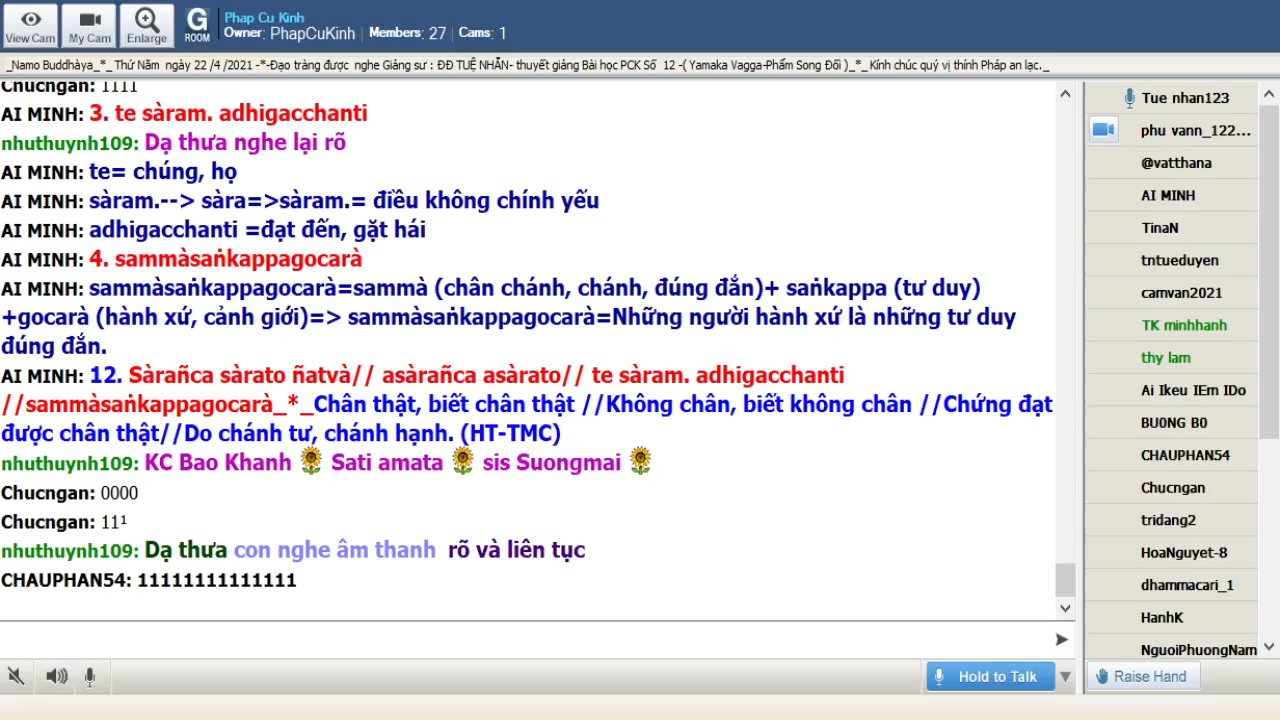 View Cam
My Cam
Enlarge
G
ROOM
Phap Cu Kinh
Owner: PhapCuKinh | Members: 27 | Cams: 1
_Namo Buddhàya_*_ Thứ Năm ngày 22 /4 /2021 -*-Đạo tràng được nghe Giảng sư : ĐĐ TUỆ NHẪN- thuyết giảng Bài học PCK Số 12 -( Yamaka Vagga-Phẩm Song Đối )_*_ Kính chúc quý vị thính Pháp an lạc._
Chucngan: 1111
AI MINH: 3. te sàram. adhigacchanti
nhuthuynh109: Dạ thưa nghe lại rõ
AI MINH: te= chúng, họ
AI MINH: sàram.--> sàra=>sàram.= điều không chính yếu
AI MINH: adhigacchanti =đạt đến, gặt hái
AI MINH: 4. sammàsaṅkappagocarà
AI MINH: sammàsaṅkappagocarà=sammà (chân chánh, chánh, đúng đắn)+ saṅkappa (tư duy)
+gocarà (hành xứ, cảnh giới)=> sammàsaṅkappagocarà=Những người hành xứ là những tư duy
đúng đắn.
AI MINH: 12. Sàrañca sàrato ñatvà// asàrañca asàrato// te sàram. adhigacchanti
//sammàsaṅkappagocarà_*_Chân thật, biết chân thật //Không chân, biết không chân //Chứng đạt
được chân thật//Do chánh tư, chánh hạnh. (HT-TMC)
nhuthuynh109: KC Bao Khanh 🌻 Sati amata 🌻 sis Suongmai 🌻
Chucngan: 0000
Chucngan: 11¹
nhuthuynh109: Dạ thưa con nghe âm thanh rõ và liên tục
CHAUPHAN54: 11111111111111
Hold to Talk
Tue nhan123
phu vann_122...
@vatthana
AI MINH
TinaN
tntueduyen
camvan2021
TK minhhanh
thy lam
Ai Ikeu IEm IDo
BU0NG B0
CHAUPHAN54
Chucngan
tridang2
HoaNguyet-8
dhammacari_1
HanhK
NguoiPhuongNam
Raise Hand